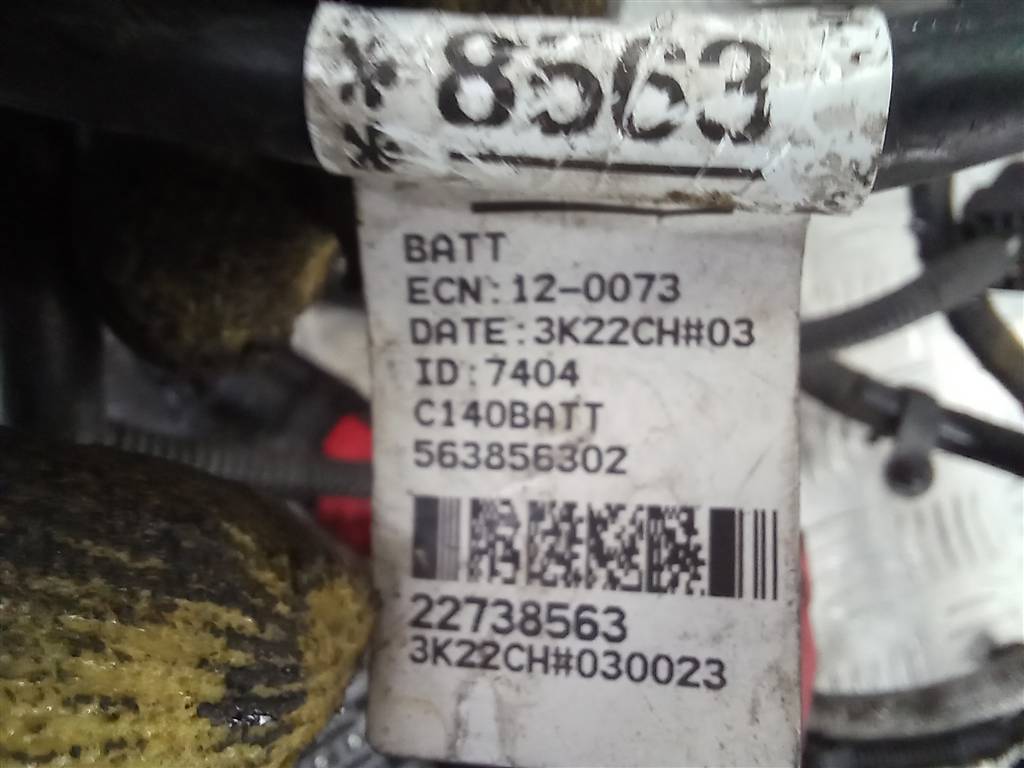 *8563
*
BATT
ECN:12-0073
DATE:3K22CH#03
ID:7404
C140BATT
563856302
22738563
3K22CH#030023